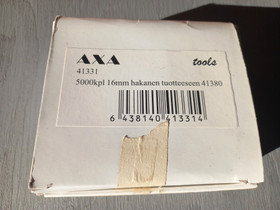 AXA tools
41331
5000kpl 16mm hakanen tuotteeseen 41380
6 438140 413314